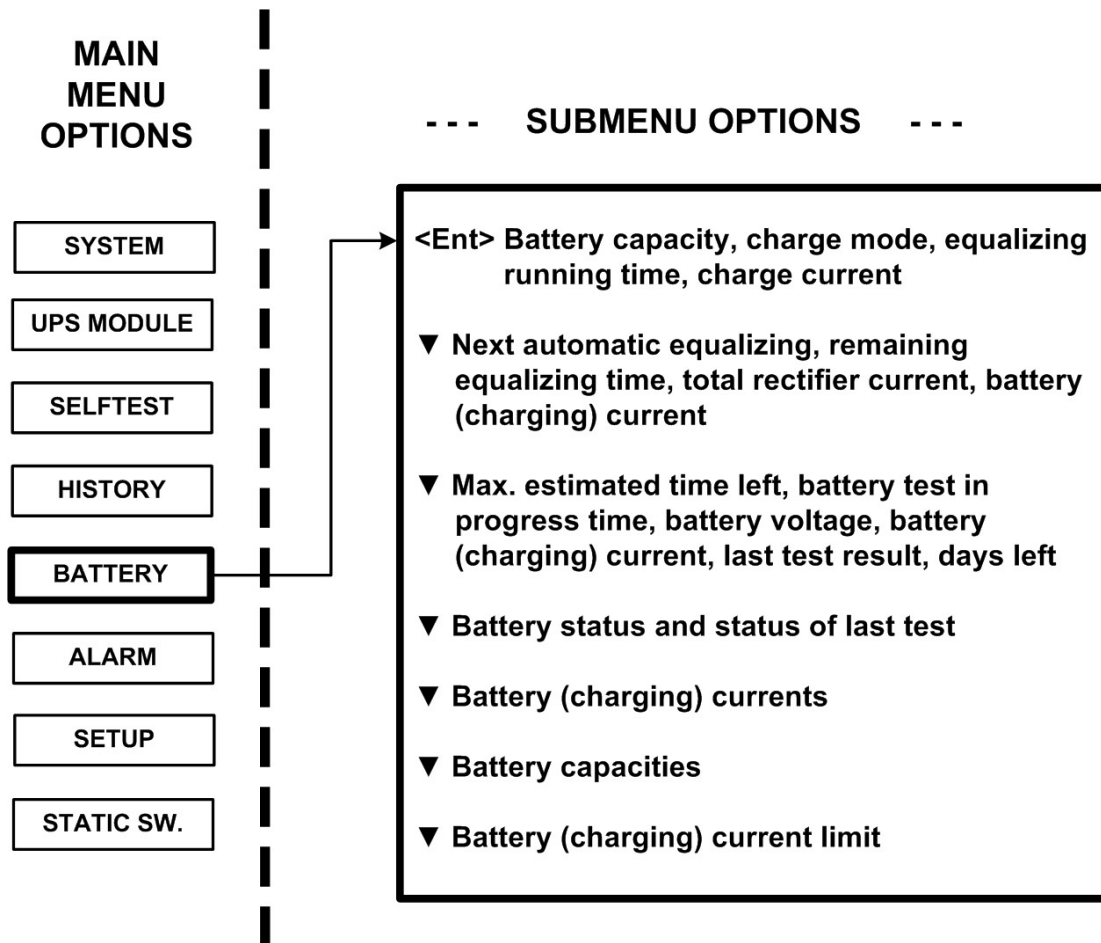 MAIN
MENU
OPTIONS
- - - SUBMENU OPTIONS - - -
SYSTEM
UPS MODULE
SELFTEST
HISTORY
BATTERY
ALARM
SETUP
STATIC SW.
<Ent> Battery capacity, charge mode, equalizing
running time, charge current
▼ Next automatic equalizing, remaining
equalizing time, total rectifier current, battery
(charging) current
▼ Max. estimated time left, battery test in
progress time, battery voltage, battery
(charging) current, last test result, days left
▼ Battery status and status of last test
▼ Battery (charging) currents
▼ Battery capacities
▼ Battery (charging) current limit